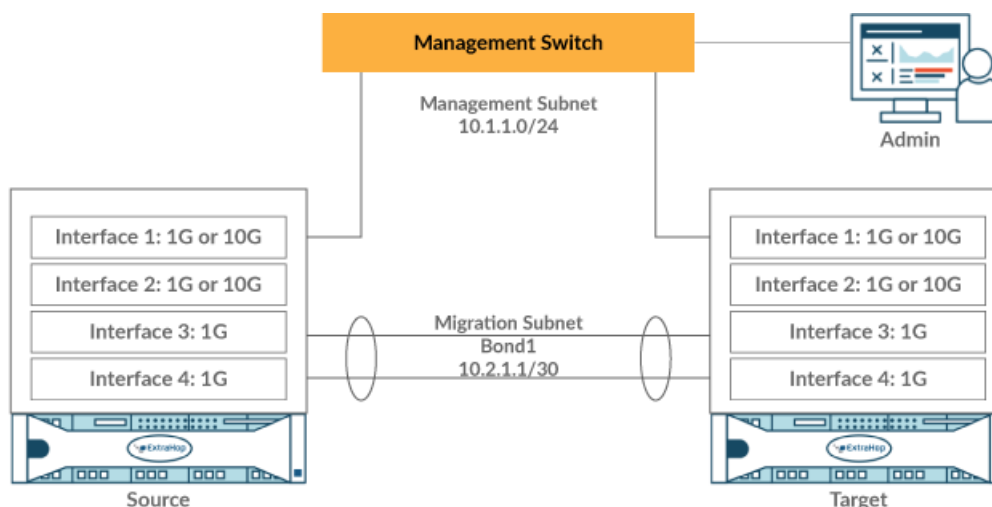 Management Switch
Management Subnet
10.1.1.0/24
Admin
Interface 1: 1G or 10G
Interface 2: 1G or 10G
Interface 3: 1G
Interface 4: 1G
Migration Subnet
Bond1
10.2.1.1/30
Interface 1: 1G or 10G
Interface 2: 1G or 10G
Interface 3: 1G
Interface 4: 1G
ExtraHop
Source
ExtraHop
Target